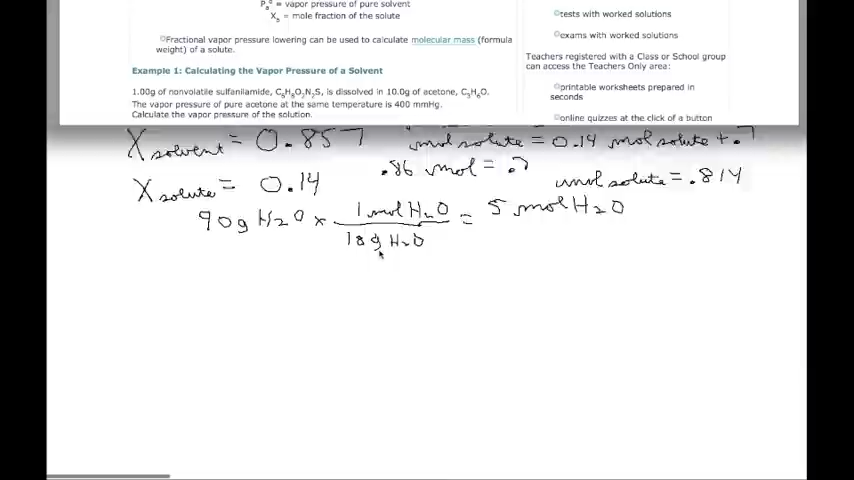 P_a° = vapor pressure of pure solvent
X_s = mole fraction of the solute
Fractional vapor pressure lowering can be used to calculate molecular mass (formula
weight) of a solute.
Example 1: Calculating the Vapor Pressure of a Solvent
1.00g of nonvolatile sulfanilamide, C₆H₈O₂N₂S, is dissolved in 10.0g of acetone, C₃H₆O.
The vapor pressure of pure acetone at the same temperature is 400 mmHg.
Calculate the vapor pressure of the solution.
tests with worked solutions
exams with worked solutions
Teachers registered with a Class or School group
can access the Teachers Only area:
printable worksheets prepared in
seconds
online quizzes at the click of a button
X solvent = 0.857
mol solute = 0.14 mol solute + .7
.86 mol = .7
X solute = 0.14
mol solute = .814
90g H₂O × 1 mol H₂O / 18g H₂O = 5 mol H₂O